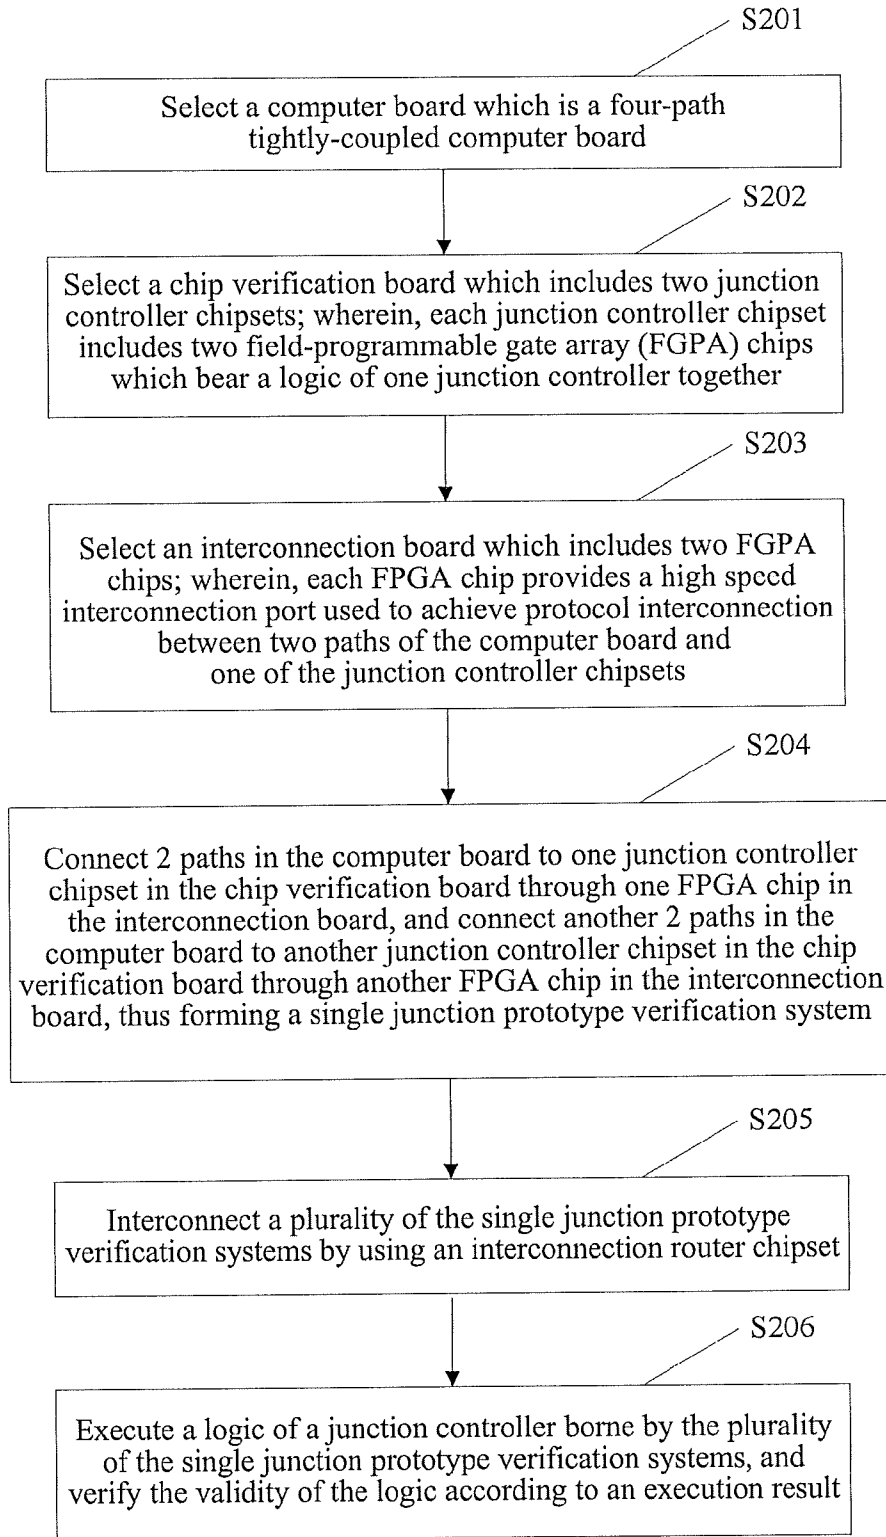 S201
Select a computer board which is a four-path
tightly-coupled computer board
S202
Select a chip verification board which includes two junction
controller chipsets; wherein, each junction controller chipset
includes two field-programmable gate array (FGPA) chips
which bear a logic of one junction controller together
S203
Select an interconnection board which includes two FGPA
chips; wherein, each FPGA chip provides a high speed
interconnection port used to achieve protocol interconnection
between two paths of the computer board and
one of the junction controller chipsets
S204
Connect 2 paths in the computer board to one junction controller
chipset in the chip verification board through one FPGA chip in
the interconnection board, and connect another 2 paths in the
computer board to another junction controller chipset in the chip
verification board through another FPGA chip in the interconnection
board, thus forming a single junction prototype verification system
S205
Interconnect a plurality of the single junction prototype
verification systems by using an interconnection router chipset
S206
Execute a logic of a junction controller borne by the plurality
of the single junction prototype verification systems, and
verify the validity of the logic according to an execution result